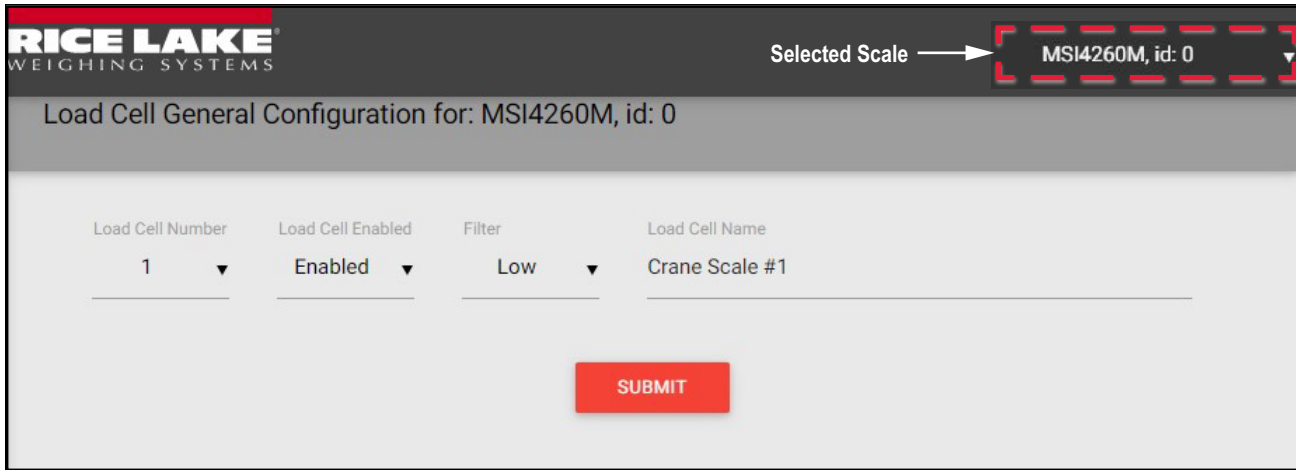 RICE LAKE®
WEIGHING SYSTEMS
Selected Scale
MSI4260M, id: 0
Load Cell General Configuration for: MSI4260M, id: 0
Load Cell Number Load Cell Enabled Filter Load Cell Name
1 Enabled Low Crane Scale #1
SUBMIT